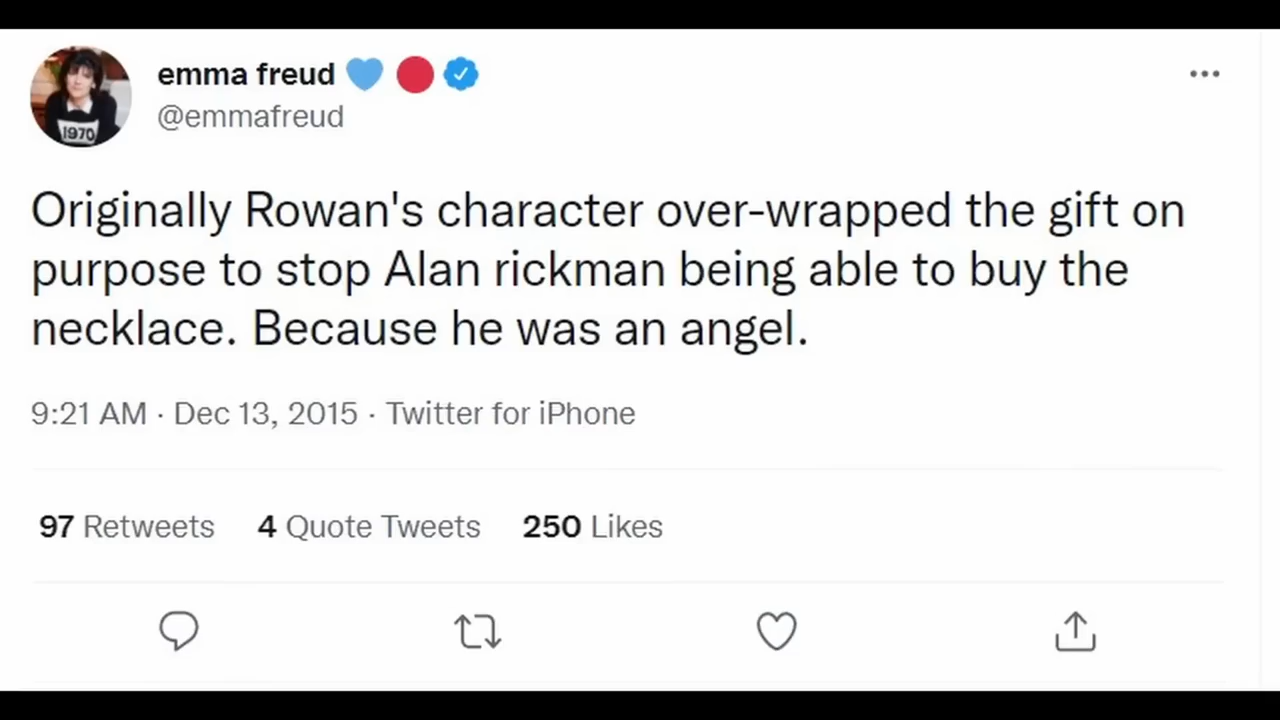 emma freud
@emmafreud
1970
Originally Rowan's character over-wrapped the gift on
purpose to stop Alan rickman being able to buy the
necklace. Because he was an angel.
9:21 AM · Dec 13, 2015 · Twitter for iPhone
97 Retweets 4 Quote Tweets 250 Likes